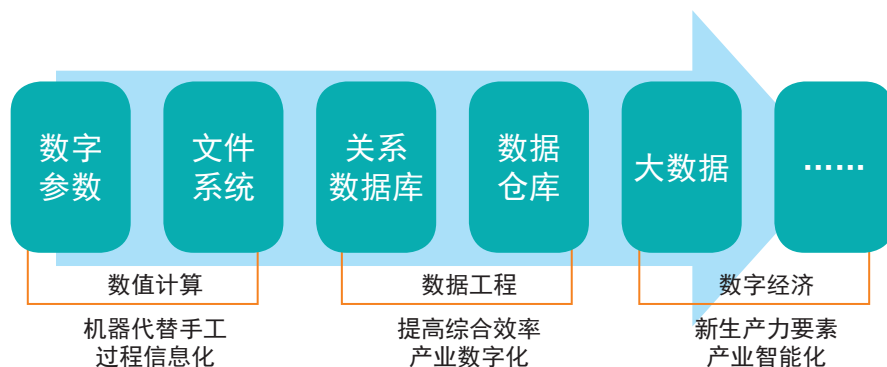 数字
参数
文件
系统
关系
数据库
数据
仓库
大数据
……
数值计算
数据工程
数字经济
机器代替手工
过程信息化
提高综合效率
产业数字化
新生产力要素
产业智能化